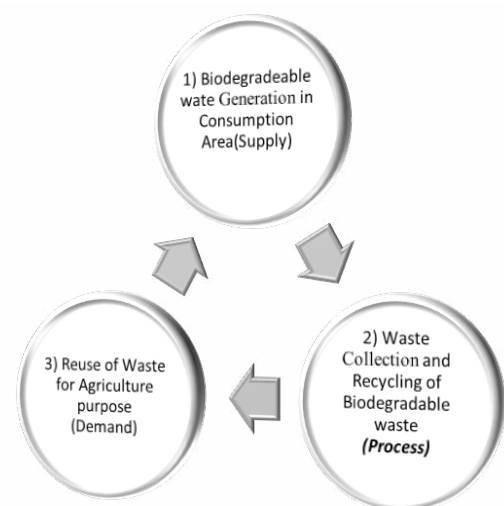 1) Biodegradeable
wate Generation in
Consumption
Area(Supply)
2) Waste
Collection and
Recycling of
Biodegradable
waste
(Process)
3) Reuse of Waste
for Agriculture
purpose
(Demand)